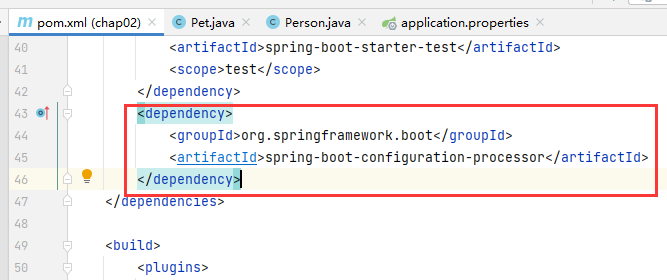 pom.xml (chap02) Pet.java Person.java application.properties
40 <artifactId>spring-boot-starter-test</artifactId>
41 <scope>test</scope>
42 </dependency>
43 <dependency>
44 <groupId>org.springframework.boot</groupId>
45 <artifactId>spring-boot-configuration-processor</artifactId>
46 </dependency>
47 </dependencies>
48
49 <build>
50 <plugins>